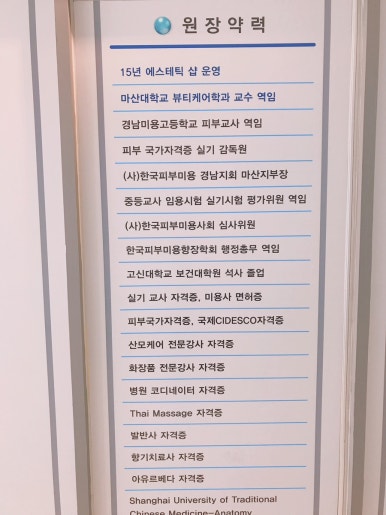 원장약력
15년 에스테틱 샵 운영
마산대학교 뷰티케어학과 교수 역임
경남미용고등학교 피부교사 역임
피부 국가자격증 실기 감독원
(사)한국피부미용 경남지회 마산지부장
중등교사 임용시험 실기시험 평가위원 역임
(사)한국피부미용사회 심사위원
한국피부미용향장학회 행정총무 역임
고신대학교 보건대학원 석사 졸업
실기 교사 자격증, 미용사 면허증
피부국가자격증, 국제CIDESCO자격증
산모케어 전문강사 자격증
화장품 전문강사 자격증
병원 코디네이터 자격증
Thai Massage 자격증
발반사 자격증
향기치료사 자격증
아유르베다 자격증
Shanghai University of Traditional
Chinese Medicine-Anatomy